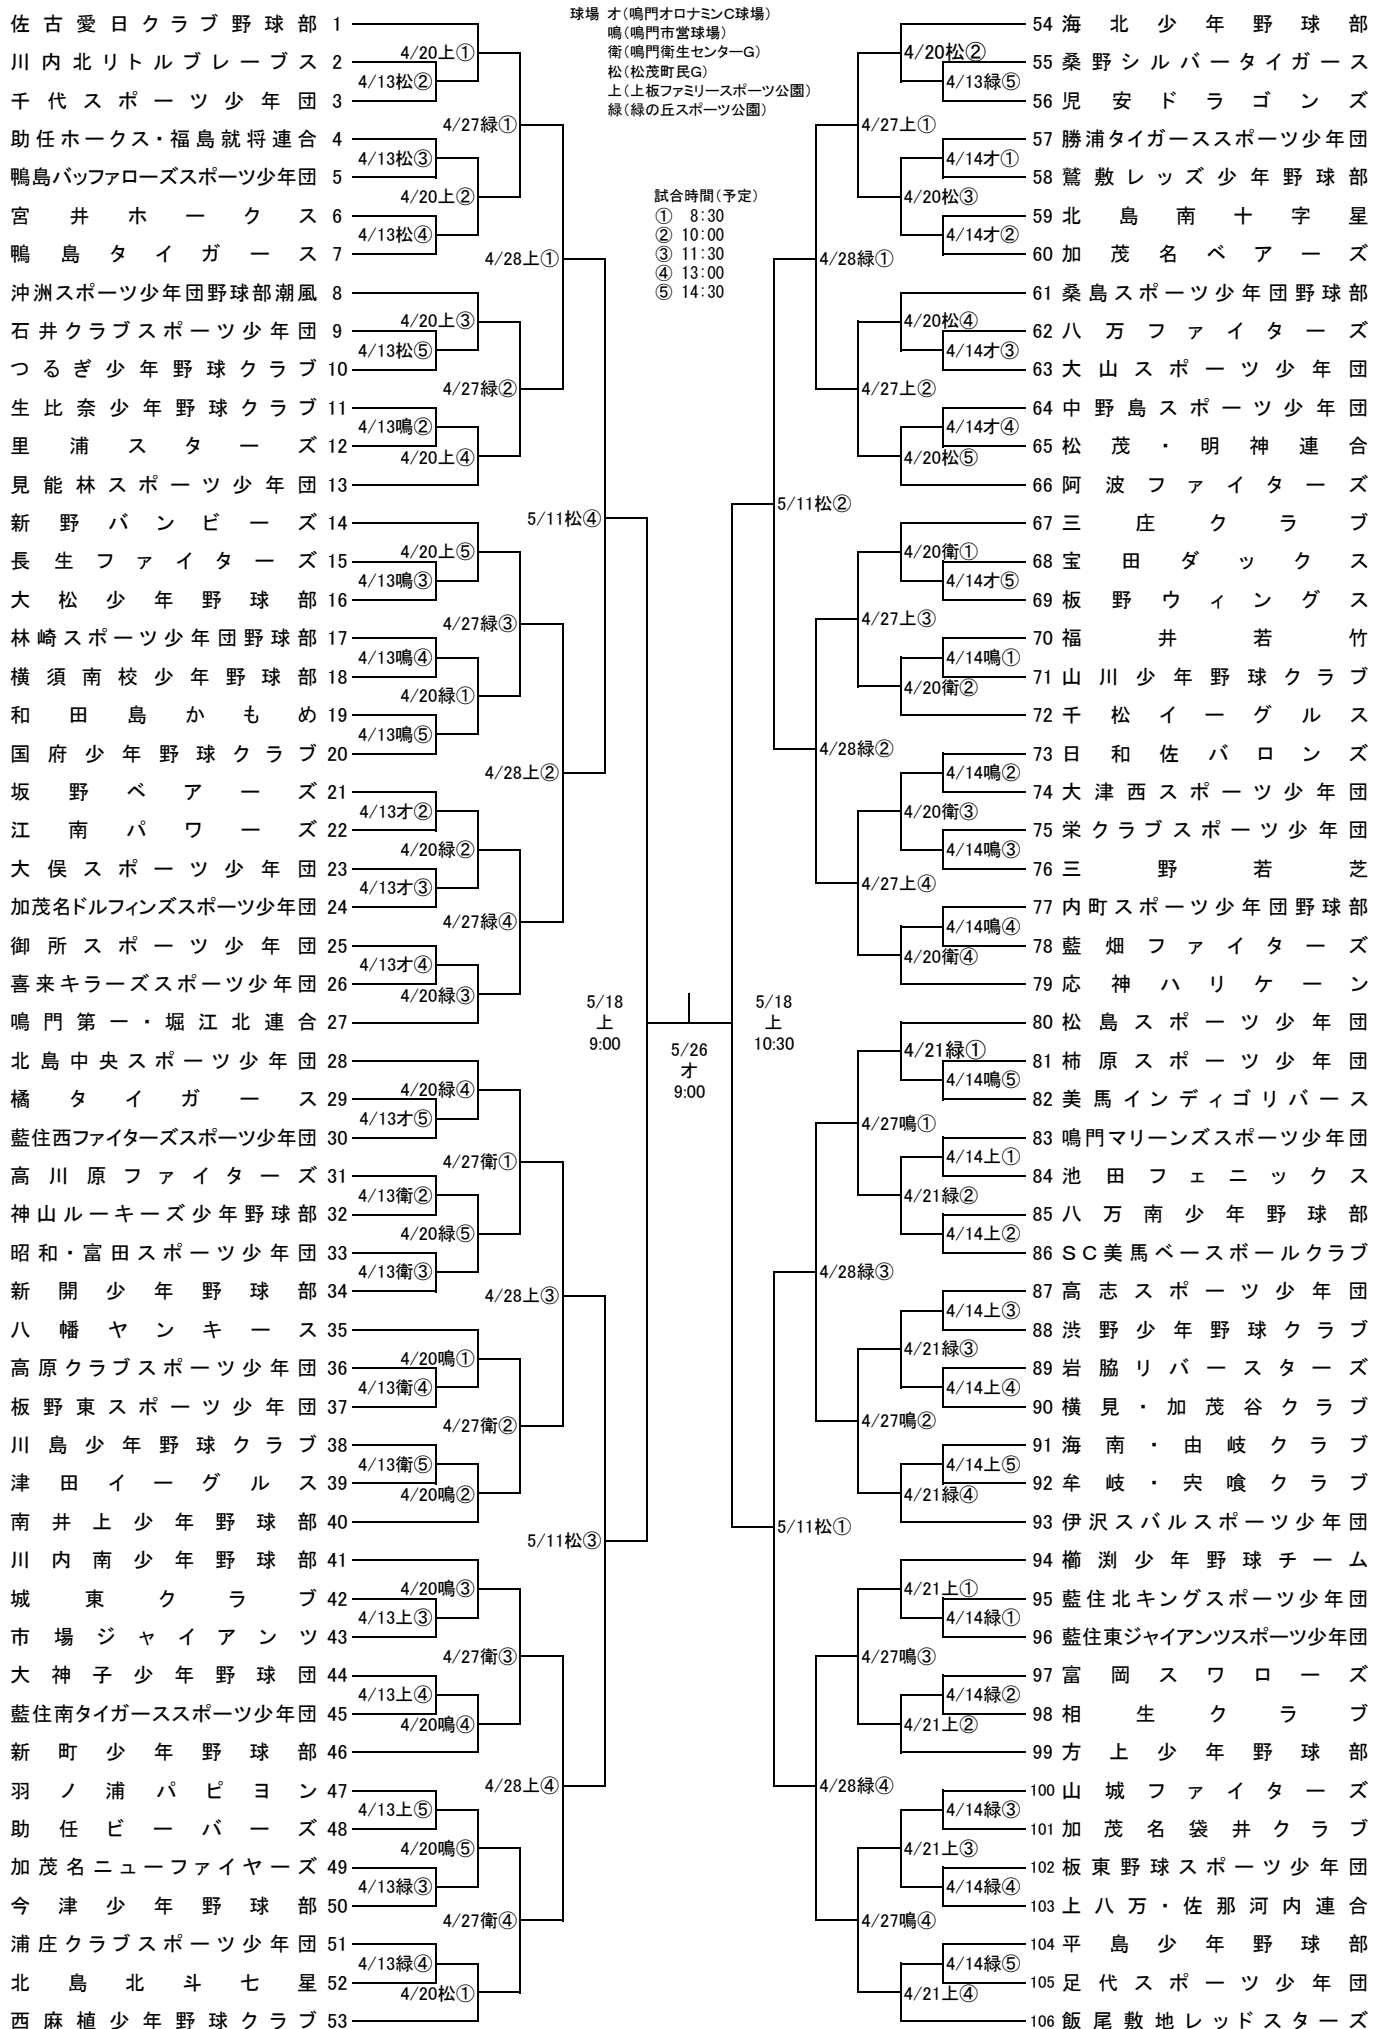 球場 オ(鳴門オロナミンC球場)
鳴(鳴門市営球場)
衛(鳴門衛生センターG)
松(松茂町民G)
上(上板ファミリースポーツ公園)
緑(緑の丘スポーツ公園)
試合時間(予定)
① 8:30
② 10:00
③ 11:30
④ 13:00
⑤ 14:30
佐古愛日クラブ野球部 1
川内北リトルブレーブス 2
千代スポーツ少年団 3
助任ホークス・福島就将連合 4
鴨島バッファローズスポーツ少年団 5
宮井ホークス 6
鴨島タイガース 7
沖洲スポーツ少年団野球部潮風 8
石井クラブスポーツ少年団 9
つるぎ少年野球クラブ 10
生比奈少年野球クラブ 11
里浦スターズ 12
見能林スポーツ少年団 13
新野バンビーズ 14
長生ファイターズ 15
大松少年野球部 16
林崎スポーツ少年団野球部 17
横須南校少年野球部 18
和田島かもめ 19
国府少年野球クラブ 20
坂野ベアーズ 21
江南パワーズ 22
大俣スポーツ少年団 23
加茂名ドルフィンズスポーツ少年団 24
御所スポーツ少年団 25
喜来キラーズスポーツ少年団 26
鳴門第一・堀江北連合 27
北島中央スポーツ少年団 28
橘タイガース 29
藍住西ファイターズスポーツ少年団 30
高川原ファイターズ 31
神山ルーキーズ少年野球部 32
昭和・富田スポーツ少年団 33
新開少年野球部 34
八幡ヤンキース 35
高原クラブスポーツ少年団 36
板野東スポーツ少年団 37
川島少年野球クラブ 38
津田イーグルス 39
南井上少年野球部 40
川内南少年野球部 41
城東クラブ 42
市場ジャイアンツ 43
大神子少年野球団 44
藍住南タイガーススポーツ少年団 45
新町少年野球部 46
羽ノ浦パピヨン 47
助任ビーバーズ 48
加茂名ニューファイヤーズ 49
今津少年野球部 50
浦庄クラブスポーツ少年団 51
北島北斗七星 52
西麻植少年野球クラブ 53
4/13松②
4/13松③
4/13松④
4/13松⑤
4/13鳴②
4/13鳴③
4/13鳴④
4/13鳴⑤
4/13オ②
4/13オ③
4/13オ④
4/13オ⑤
4/13衛②
4/13衛③
4/13衛④
4/13衛⑤
4/13上③
4/13上④
4/13上⑤
4/13緑③
4/13緑④
4/20上①
4/20上②
4/20上③
4/20上④
4/20上⑤
4/20緑①
4/20緑②
4/20緑③
4/20緑④
4/20緑⑤
4/20鳴①
4/20鳴②
4/20鳴③
4/20鳴④
4/20鳴⑤
4/20松①
4/27緑①
4/27緑②
4/27緑③
4/27緑④
4/27衛①
4/27衛②
4/27衛③
4/27衛④
4/28上①
4/28上②
4/28上③
4/28上④
5/11松④
5/11松③
5/18
上
9:00
5/26
オ
9:00
5/18
上
10:30
5/11松②
5/11松①
4/28緑①
4/28緑②
4/28緑③
4/28緑④
4/27上①
4/27上②
4/27上③
4/27上④
4/27鳴①
4/27鳴②
4/27鳴③
4/27鳴④
4/20松②
4/20松③
4/20松④
4/20松⑤
4/20衛①
4/20衛②
4/20衛③
4/20衛④
4/21緑①
4/21緑②
4/21緑③
4/21緑④
4/21上①
4/21上②
4/21上③
4/21上④
4/13緑⑤
4/14オ①
4/14オ②
4/14オ③
4/14オ④
4/14オ⑤
4/14鳴①
4/14鳴②
4/14鳴③
4/14鳴④
4/14鳴⑤
4/14上①
4/14上②
4/14上③
4/14上④
4/14上⑤
4/14緑①
4/14緑②
4/14緑③
4/14緑④
4/14緑⑤
54 海北少年野球部
55 桑野シルバータイガース
56 児安ドラゴンズ
57 勝浦タイガーススポーツ少年団
58 鷲敷レッズ少年野球部
59 北島南十字星
60 加茂名ベアーズ
61 桑島スポーツ少年団野球部
62 八万ファイターズ
63 大山スポーツ少年団
64 中野島スポーツ少年団
65 松茂・明神連合
66 阿波ファイターズ
67 三庄クラブ
68 宝田ダックス
69 板野ウィングス
70 福井若竹
71 山川少年野球クラブ
72 千松イーグルス
73 日和佐バロンズ
74 大津西スポーツ少年団
75 栄クラブスポーツ少年団
76 三野若芝
77 内町スポーツ少年団野球部
78 藍畑ファイターズ
79 応神ハリケーン
80 松島スポーツ少年団
81 柿原スポーツ少年団
82 美馬インディゴリバース
83 鳴門マリーンズスポーツ少年団
84 池田フェニックス
85 八万南少年野球部
86 SC美馬ベースボールクラブ
87 高志スポーツ少年団
88 渋野少年野球クラブ
89 岩脇リバースターズ
90 横見・加茂谷クラブ
91 海南・由岐クラブ
92 牟岐・宍喰クラブ
93 伊沢スバルスポーツ少年団
94 櫛渕少年野球チーム
95 藍住北キングスポーツ少年団
96 藍住東ジャイアンツスポーツ少年団
97 富岡スワローズ
98 相生クラブ
99 方上少年野球部
100 山城ファイターズ
101 加茂名袋井クラブ
102 板東野球スポーツ少年団
103 上八万・佐那河内連合
104 平島少年野球部
105 足代スポーツ少年団
106 飯尾敷地レッドスターズ